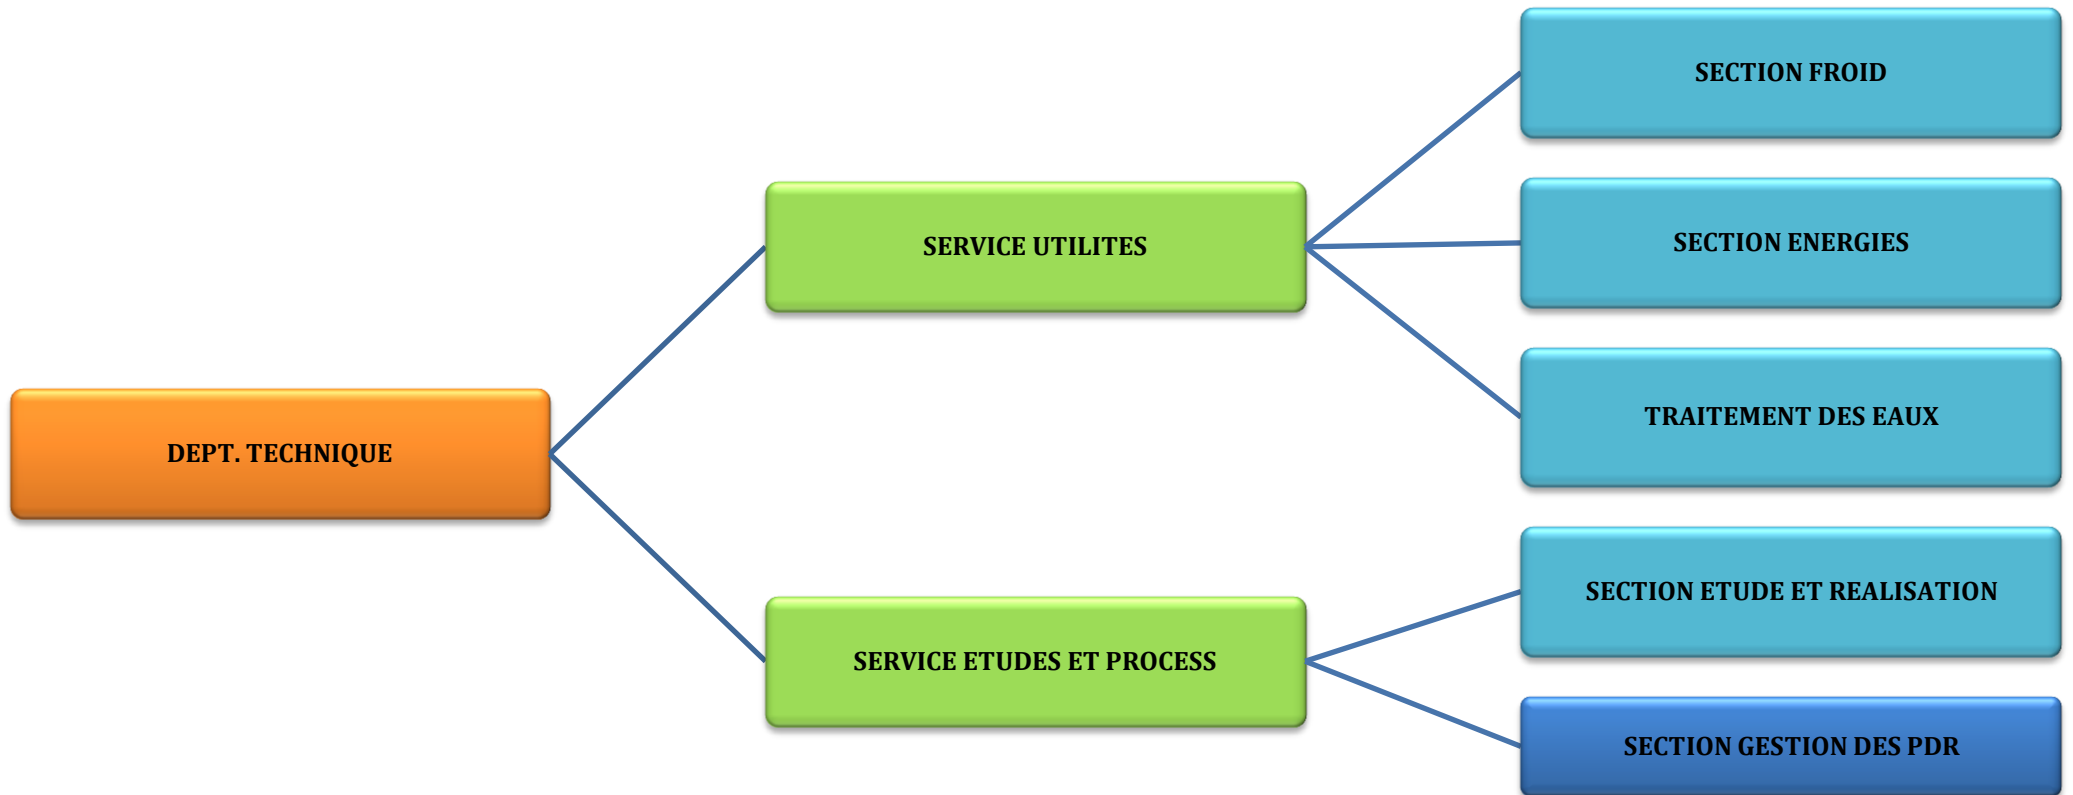 SECTION FROID
SECTION ENERGIES
SERVICE UTILITES
TRAITEMENT DES EAUX
DEPT. TECHNIQUE
SECTION ETUDE ET REALISATION
SERVICE ETUDES ET PROCESS
SECTION GESTION DES PDR